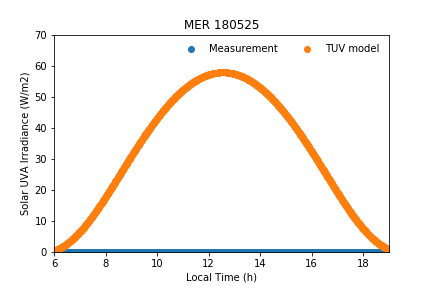 MER 180525
Measurement
TUV model
Solar UVA Irradiance (W/m2)
70
60
50
40
30
20
10
0
6 8 10 12 14 16 18
Local Time (h)